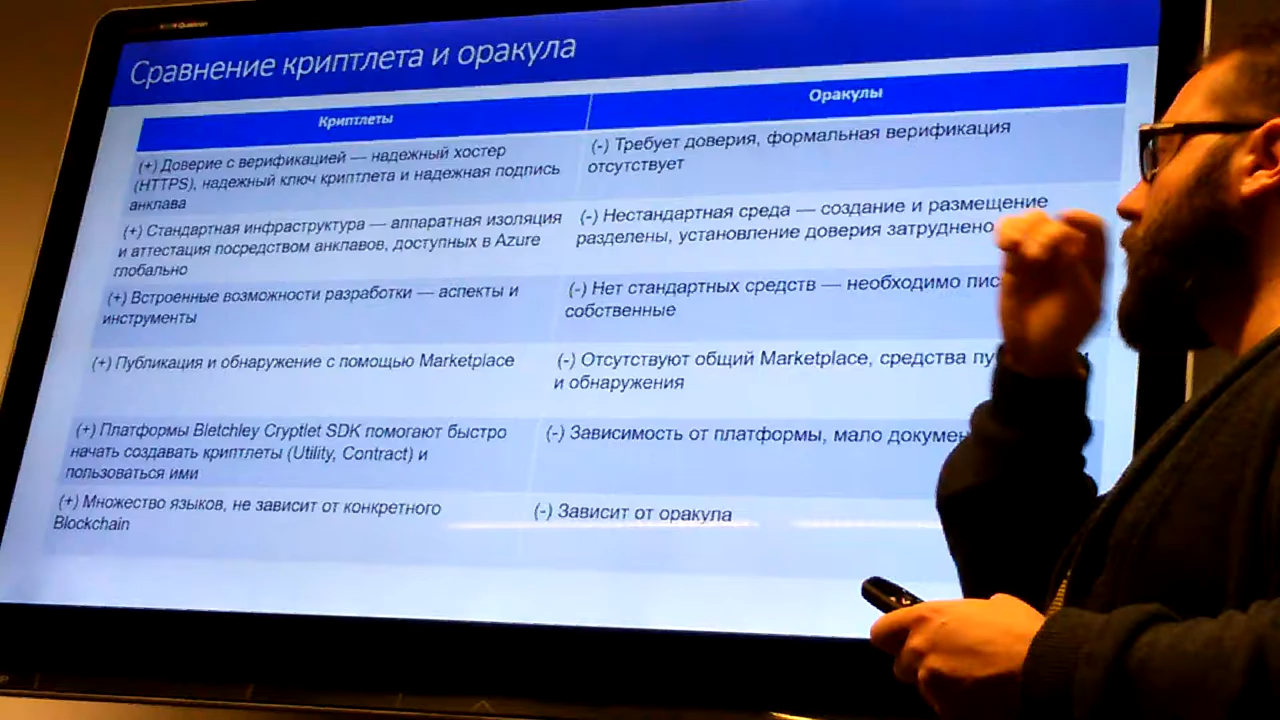 Сравнение криптлета и оракула
Криптлеты
Оракулы
(+) Доверие с верификацией — надежный хостер
(HTTPS), надежный ключ криптлета и надежная подпись
анклава
(-) Требует доверия, формальная верификация
отсутствует
(+) Стандартная инфраструктура — аппаратная изоляция
и аттестация посредством анклавов, доступных в Azure
глобально
(-) Нестандартная среда — создание и размещение
разделены, установление доверия затруднено
(+) Встроенные возможности разработки — аспекты и
инструменты
(-) Нет стандартных средств — необходимо
собственные
(+) Публикация и обнаружение с помощью Marketplace
(-) Отсутствуют общий Marketplace, средства
и обнаружения
(+) Платформы Bletchley Cryptlet SDK помогают быстро
начать создавать криптлеты (Utility, Contract) и
пользоваться ими
(-) Зависимость от платформы, мало
(+) Множество языков, не зависит от конкретного
Blockchain
(-) Зависит от оракула